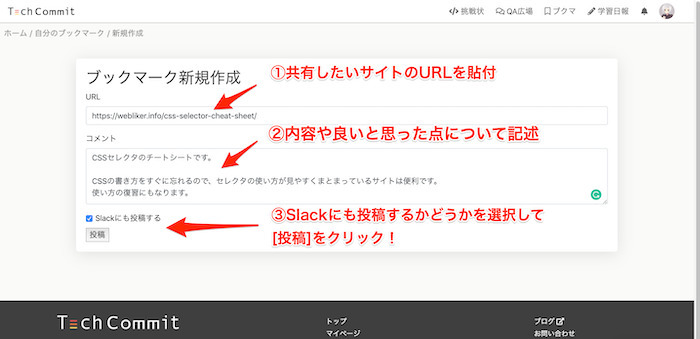 Tech Commit
挑戦状
QA広場
ブクマ
学習日報
ホーム / 自分のブックマーク / 新規作成
ブックマーク新規作成
①共有したいサイトのURLを貼付
URL
https://webliker.info/css-selector-cheat-sheet/
②内容や良いと思った点について記述
コメント
CSSセレクタのチートシートです。
CSSの書き方をすぐに忘れるので、セレクタの使い方が見やすくまとまっているサイトは便利です。
使い方の復習にもなります。
Slackにも投稿する
③Slackにも投稿するかどうかを選択して
[投稿]をクリック！
投稿
Tech Commit
トップ
マイページ
ブログ
お問い合わせ